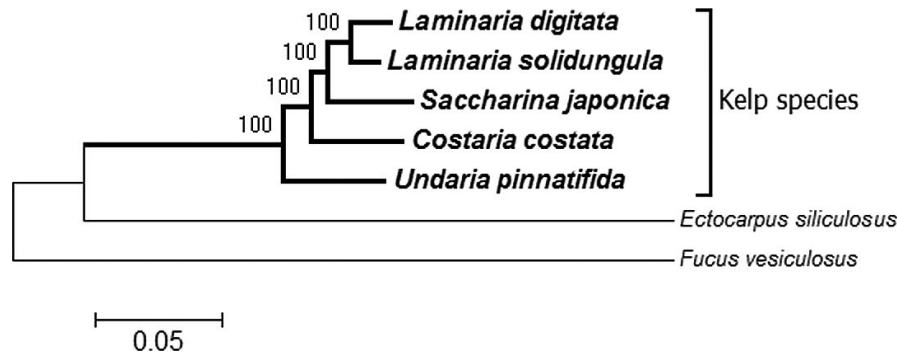 100
Laminaria digitata
100
Laminaria solidungula
100
Saccharina japonica
Kelp species
100
Costaria costata
Undaria pinnatifida
Ectocarpus siliculosus
Fucus vesiculosus
0.05